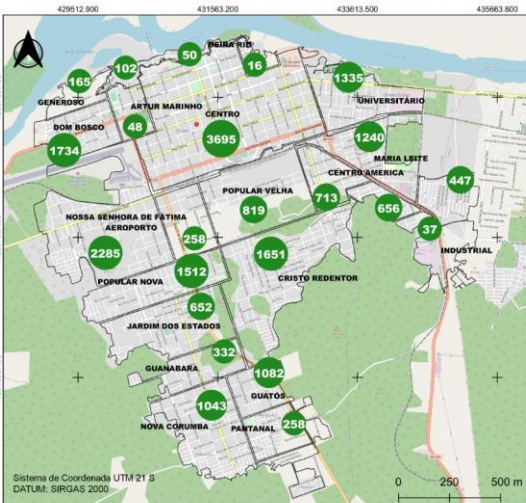 429512.900 431563.200 433613.500 435663.800
BEIRA RIO
50
16
102
165
1335
GENEROSO
ARTUR MARINHO
UNIVERSITÁRIO
CENTRO
DOM BOSCO
48
3695
1240
1734
MARIA LEITE
CENTRO AMERICA
447
POPULAR VELHA
713
656
NOSSA SENHORA DE FÁTIMA
819
AEROPORTO
37
258
2285
1651
INDUSTRIAL
1512
CRISTO REDENTOR
POPULAR NOVA
652
JARDIM DOS ESTADOS
332
GUANABARA
1082
GUATÓS
1043
258
NOVA CORUMBA
PANTANAL
Sistema de Coordenada UTM 21 S
DATUM: SIRGAS 2000
0 250 500 m